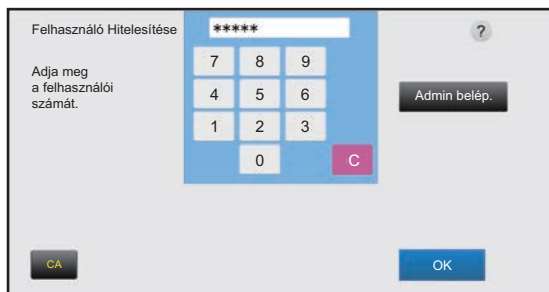 Felhasználó Hitelesítése
*****
?
Adja meg
a felhasználói
számát.
7 8 9
4 5 6
1 2 3
0 C
Admin belép.
CA
OK